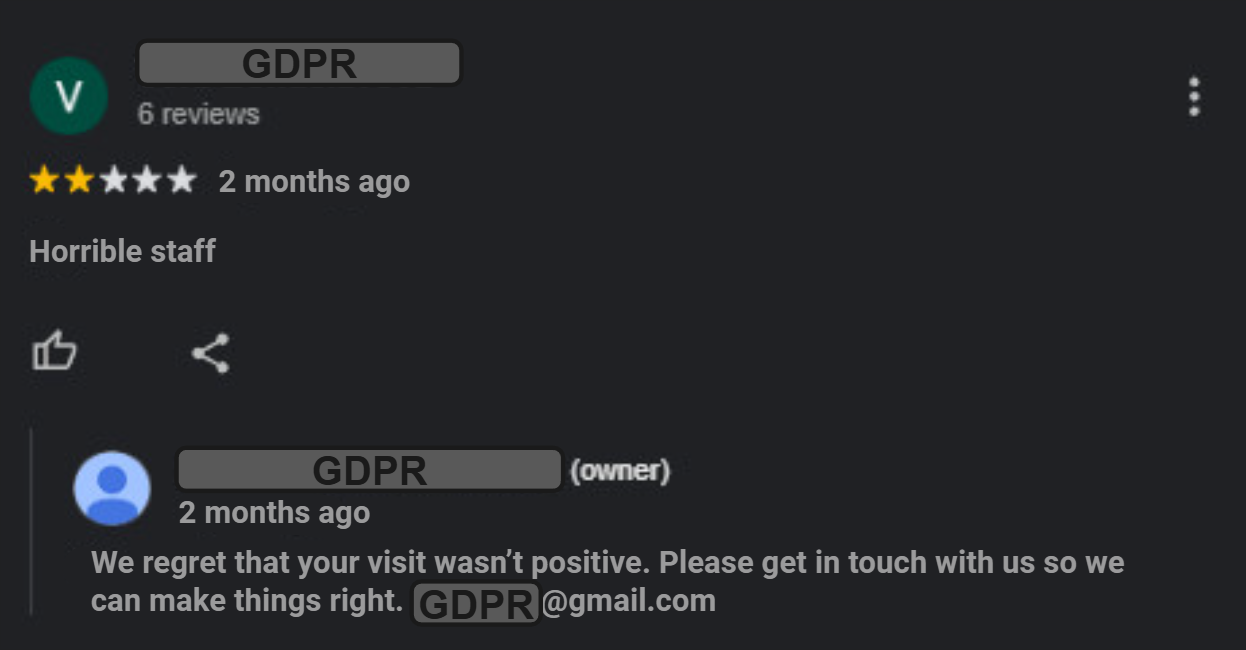 GDPR
V
6 reviews
2 months ago
Horrible staff
GDPR (owner)
2 months ago
We regret that your visit wasn’t positive. Please get in touch with us so we
can make things right. GDPR@gmail.com